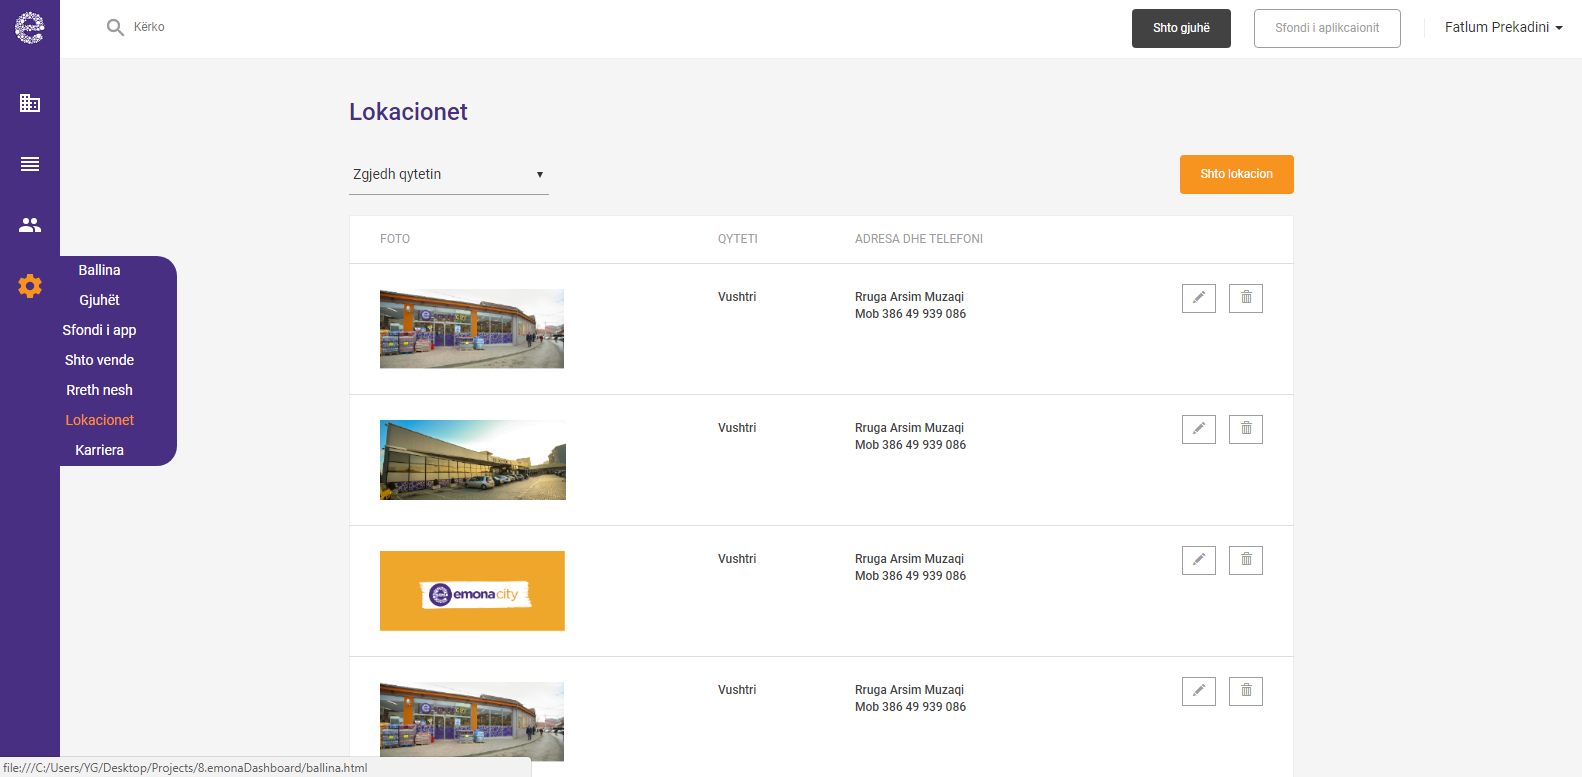 Kërko
Shto gjuhë
Sfondi i aplikcaionit
Fatlum Prekadini
Lokacionet
Zgjedh qytetin
Shto lokacion
FOTO
QYTETI
ADRESA DHE TELEFONI
Vushtri
Rruga Arsim Muzaqi
Mob 386 49 939 086
Ballina
Gjuhët
Sfondi i app
Shto vende
Rreth nesh
Lokacionet
Karriera
Vushtri
Rruga Arsim Muzaqi
Mob 386 49 939 086
emonacity
Vushtri
Rruga Arsim Muzaqi
Mob 386 49 939 086
Vushtri
Rruga Arsim Muzaqi
Mob 386 49 939 086
file:///C:/Users/YG/Desktop/Projects/8.emonaDashboard/ballina.html